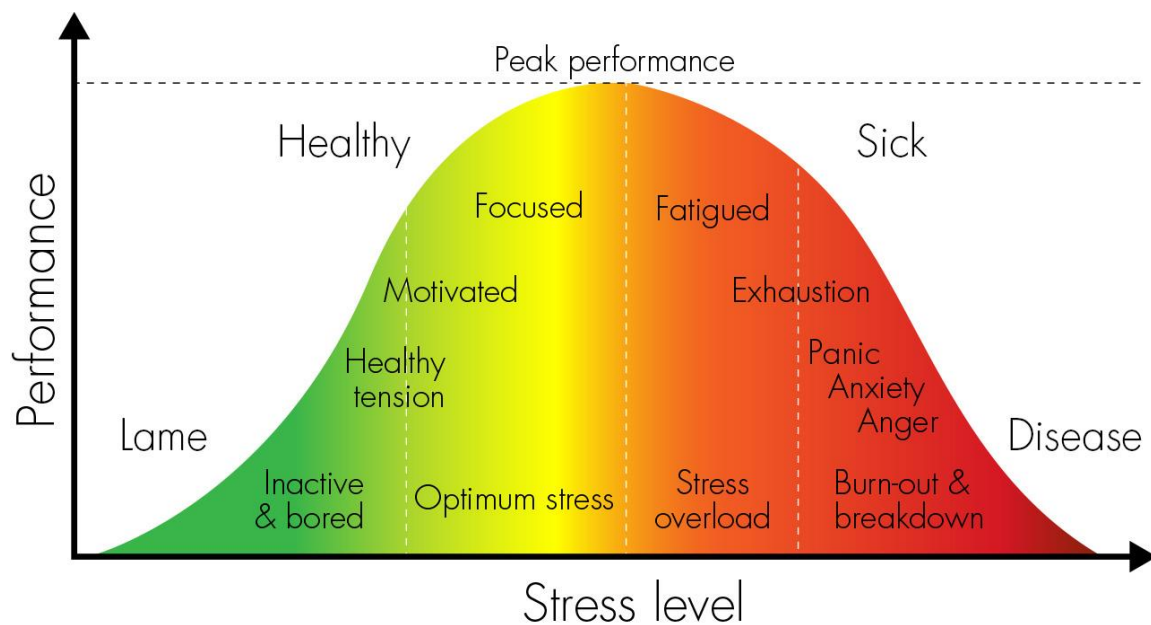 Peak performance
Healthy
Sick
Focused
Fatigued
Motivated
Exhaustion
Healthy
tension
Panic
Anxiety
Anger
Lame
Disease
Inactive
& bored
Optimum stress
Stress
overload
Burn-out &
breakdown
Performance
Stress level